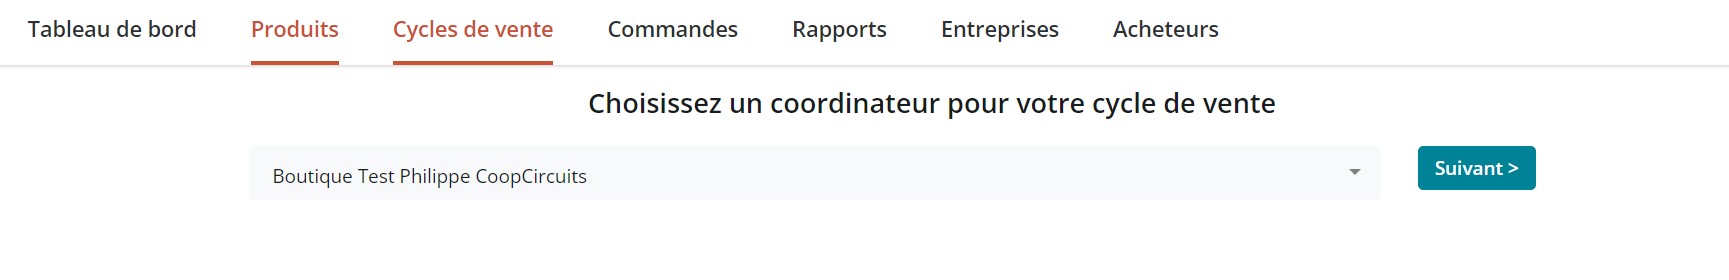 Tableau de bord Produits Cycles de vente Commandes Rapports Entreprises Acheteurs
Choisissez un coordinateur pour votre cycle de vente
Boutique Test Philippe CoopCircuits Suivant >